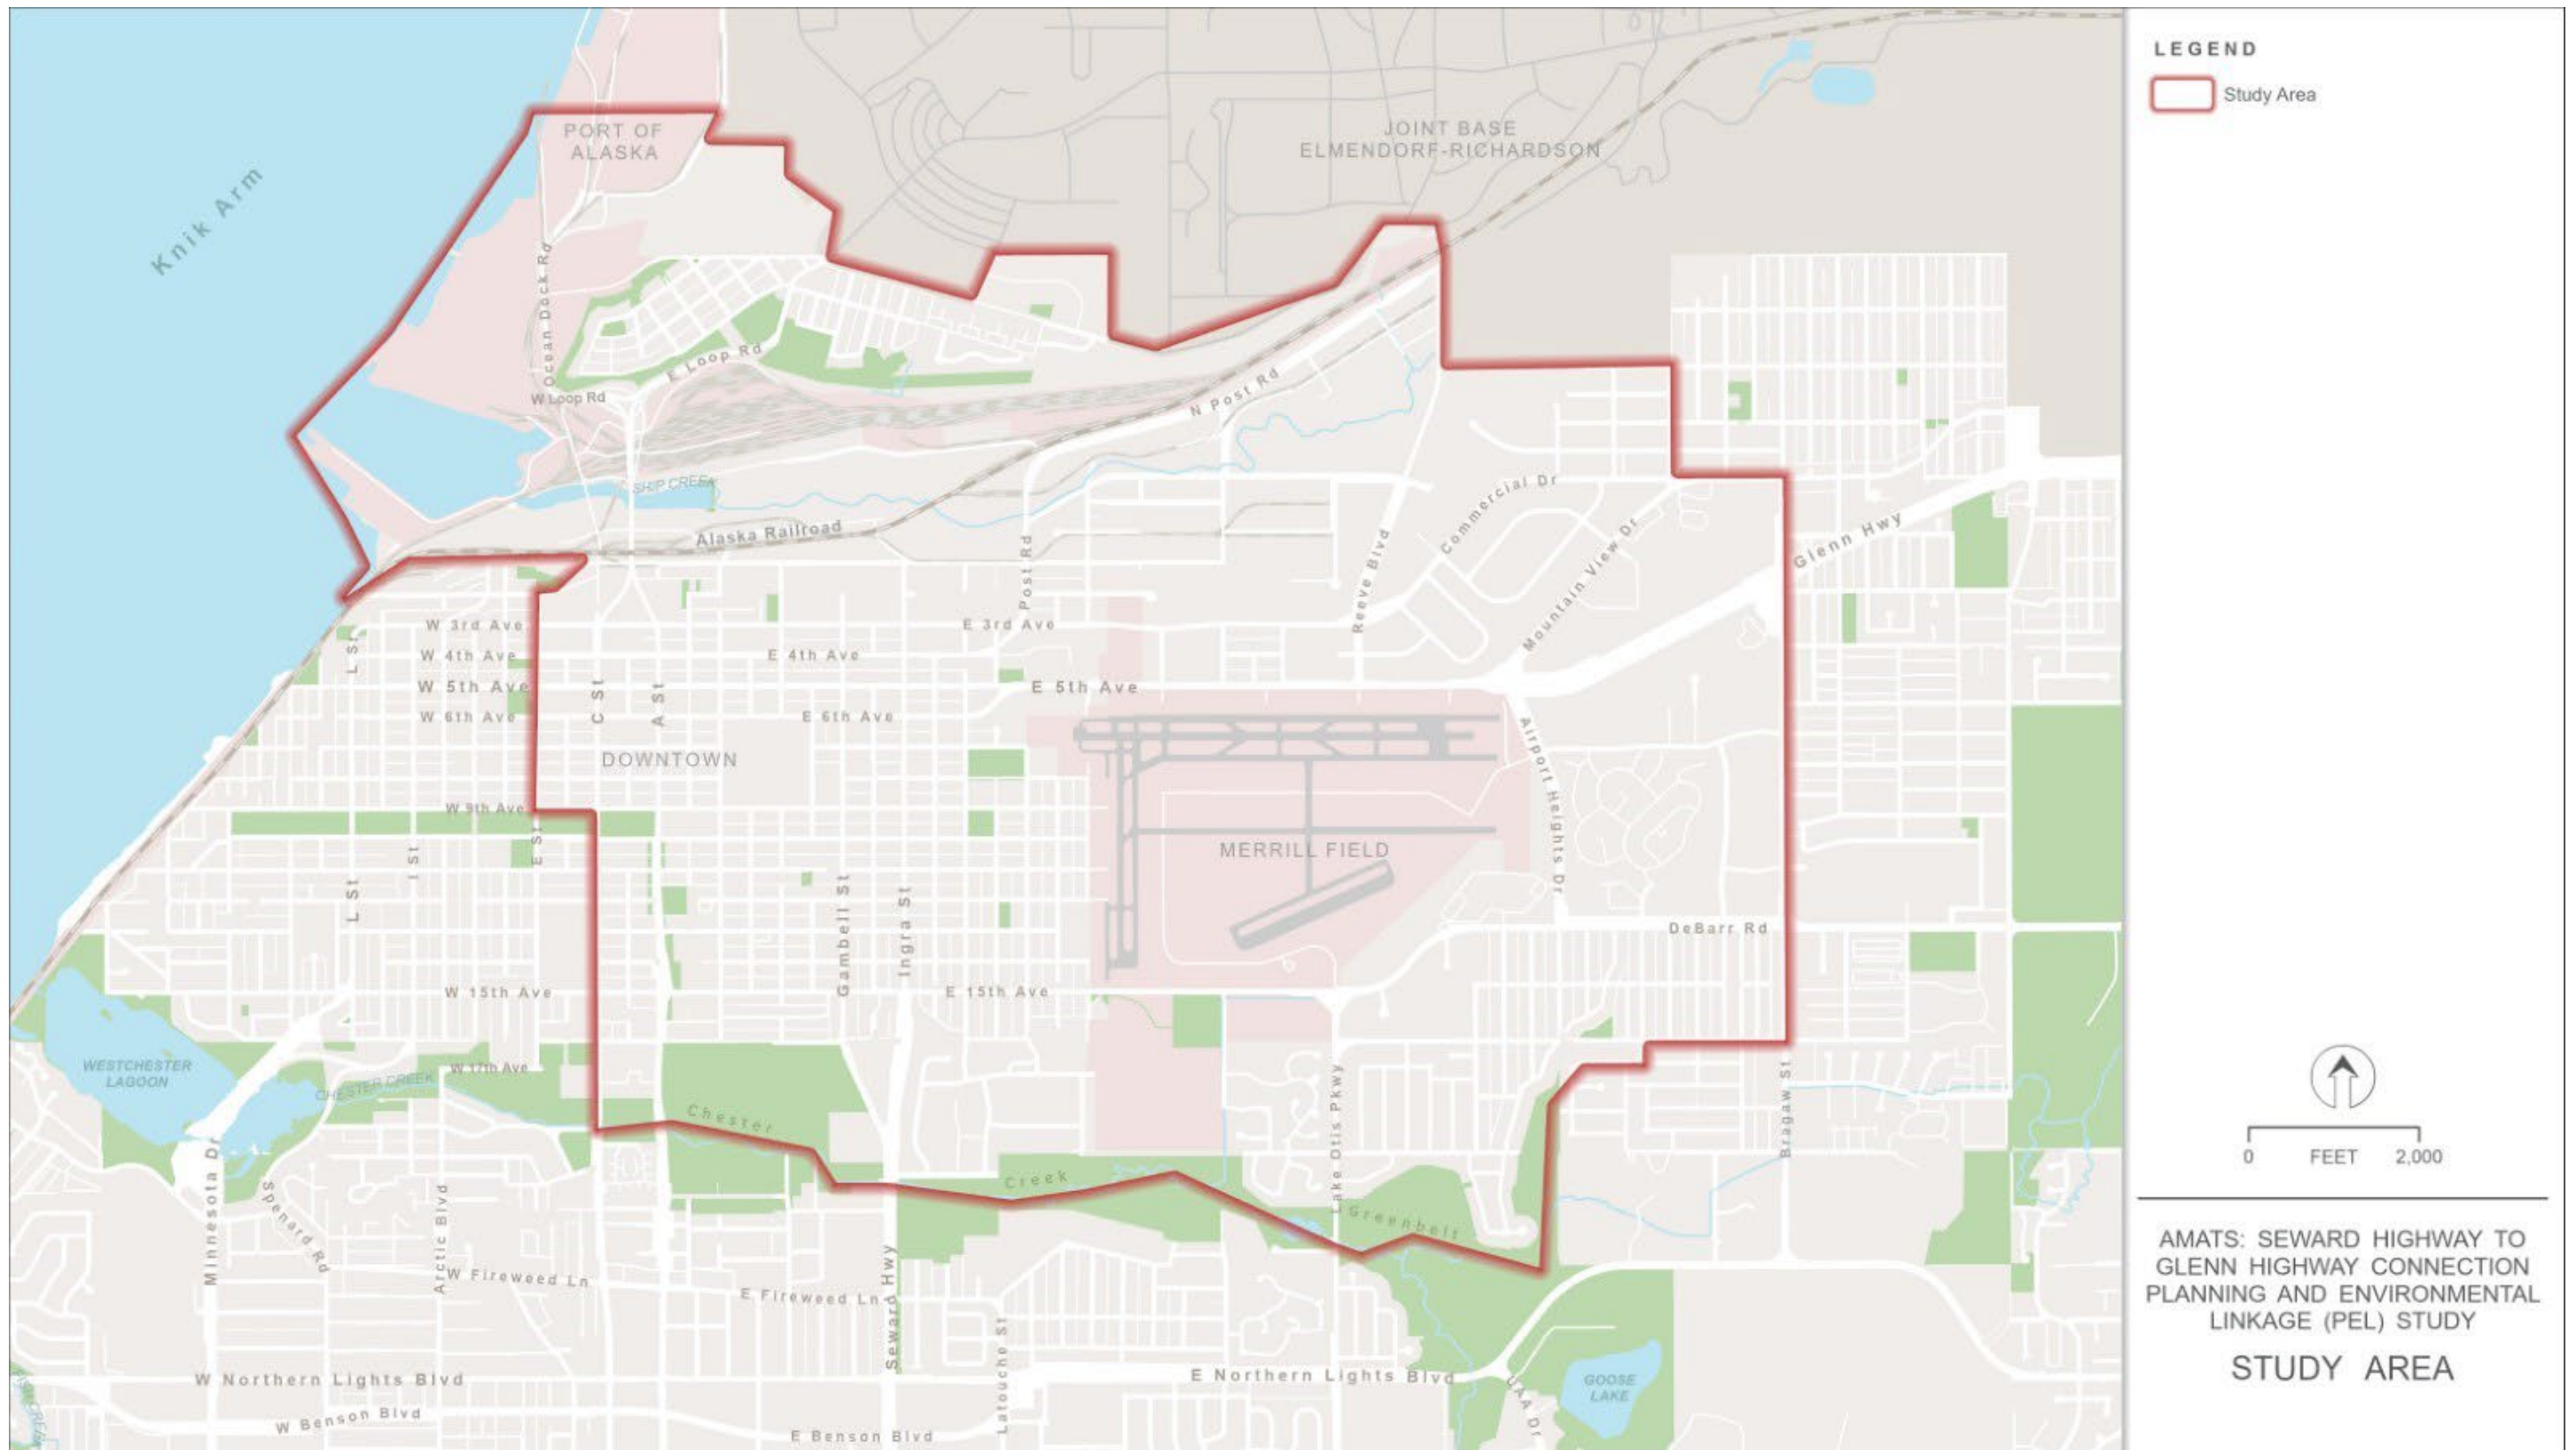 LEGEND
Study Area
PORT OF
ALASKA
JOINT BASE
ELMENDORF-RICHARDSON
Knik Arm
Ocean Dock Rd
E Loop Rd
W Loop Rd
N Post Rd
SHIP CREEK
Alaska Railroad
Commercial Dr
Mountain View Dr
Glenn Hwy
Post Rd
Reeve Blvd
W 3rd Ave
E 3rd Ave
L St
W 4th Ave
E 4th Ave
W 5th Ave
E 5th Ave
C St
A St
W 6th Ave
E 6th Ave
Airport Heights Dr
DOWNTOWN
W 9th Ave
E St
I St
L St
MERRILL FIELD
Gambell St
Ingra St
DeBarr Rd
W 15th Ave
E 15th Ave
WESTCHESTER
LAGOON
CHESTER CREEK
W 17th Ave
Chester
Creek
Greenbelt
Lake Otis Pkwy
Bragaw St
Minnesota Dr
Spenard Rd
Arctic Blvd
W Fireweed Ln
E Fireweed Ln
Seward Hwy
Latouche St
W Northern Lights Blvd
E Northern Lights Blvd
UAA Dr
GOOSE
LAKE
W Benson Blvd
E Benson Blvd
0 FEET 2,000
AMATS: SEWARD HIGHWAY TO
GLENN HIGHWAY CONNECTION
PLANNING AND ENVIRONMENTAL
LINKAGE (PEL) STUDY
STUDY AREA